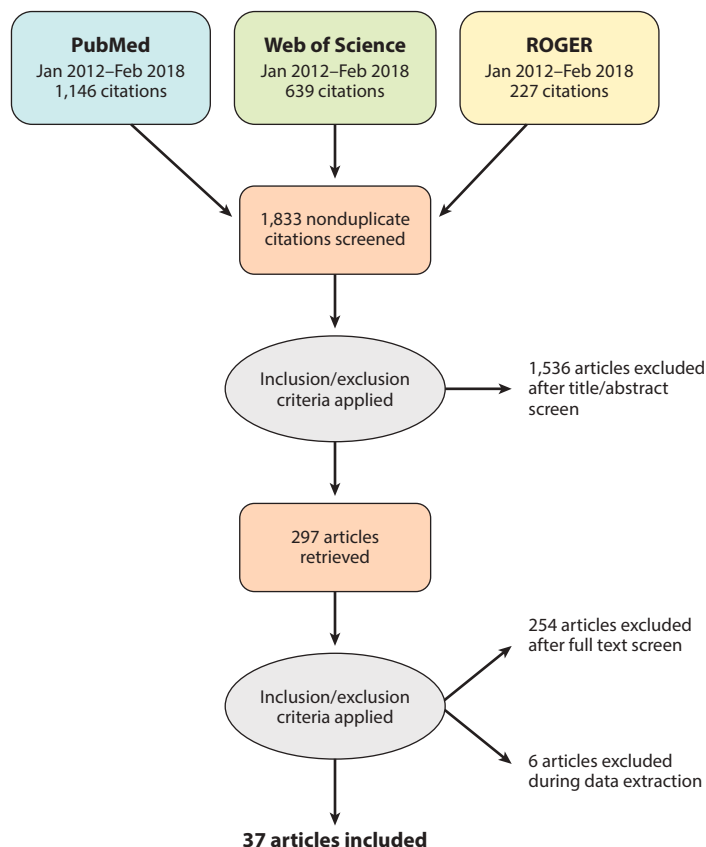 PubMed
Jan 2012–Feb 2018
1,146 citations
Web of Science
Jan 2012–Feb 2018
639 citations
ROGER
Jan 2012–Feb 2018
227 citations
1,833 nonduplicate
citations screened
Inclusion/exclusion
criteria applied
1,536 articles excluded
after title/abstract
screen
297 articles
retrieved
Inclusion/exclusion
criteria applied
254 articles excluded
after full text screen
6 articles excluded
during data extraction
37 articles included